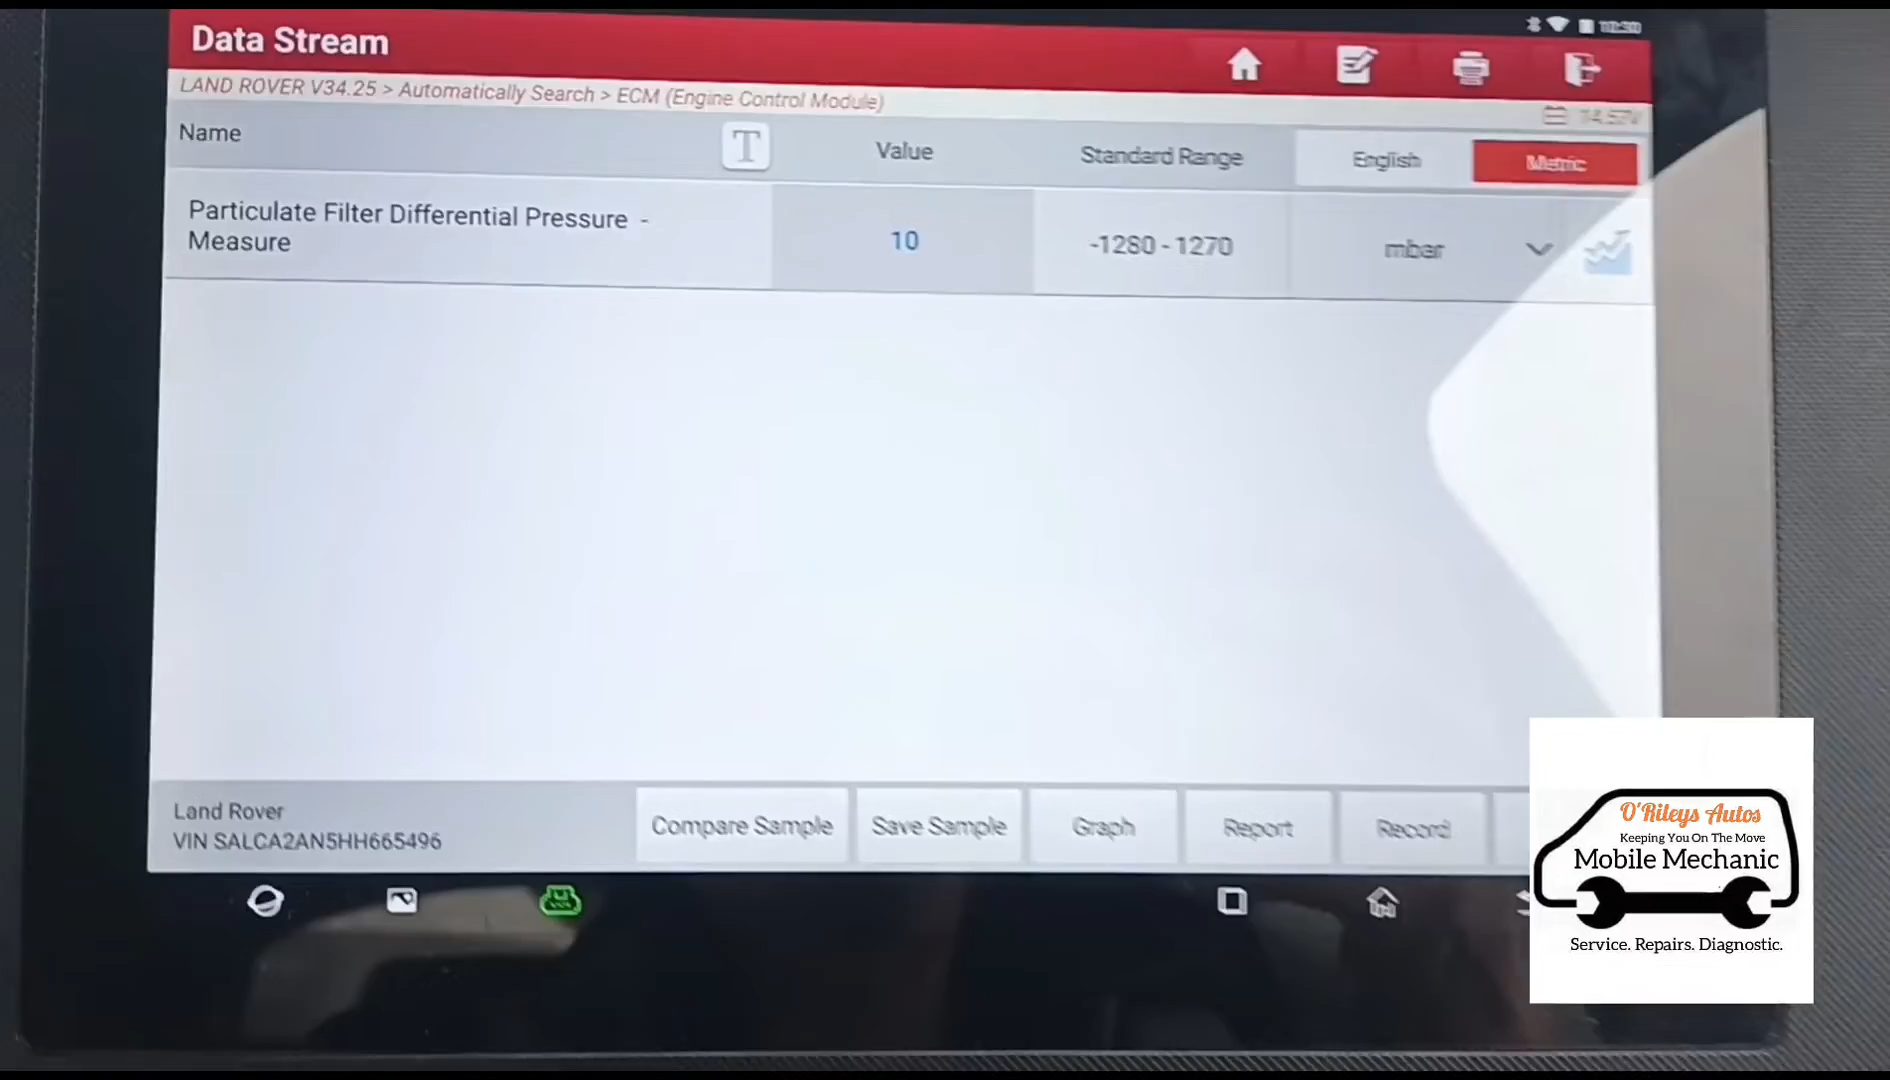 Data Stream
LAND ROVER V34.25 > Automatically Search > ECM (Engine Control Module)
14.57V
Name
T
Value
Standard Range
English
Metric
Particulate Filter Differential Pressure -
Measure
10
-1280 - 1270
mbar
Land Rover
VIN SALCA2AN5HH665496
Compare Sample
Save Sample
Graph
Report
Record
O'Rileys Autos
Keeping You On The Move
Mobile Mechanic
Service. Repairs. Diagnostic.